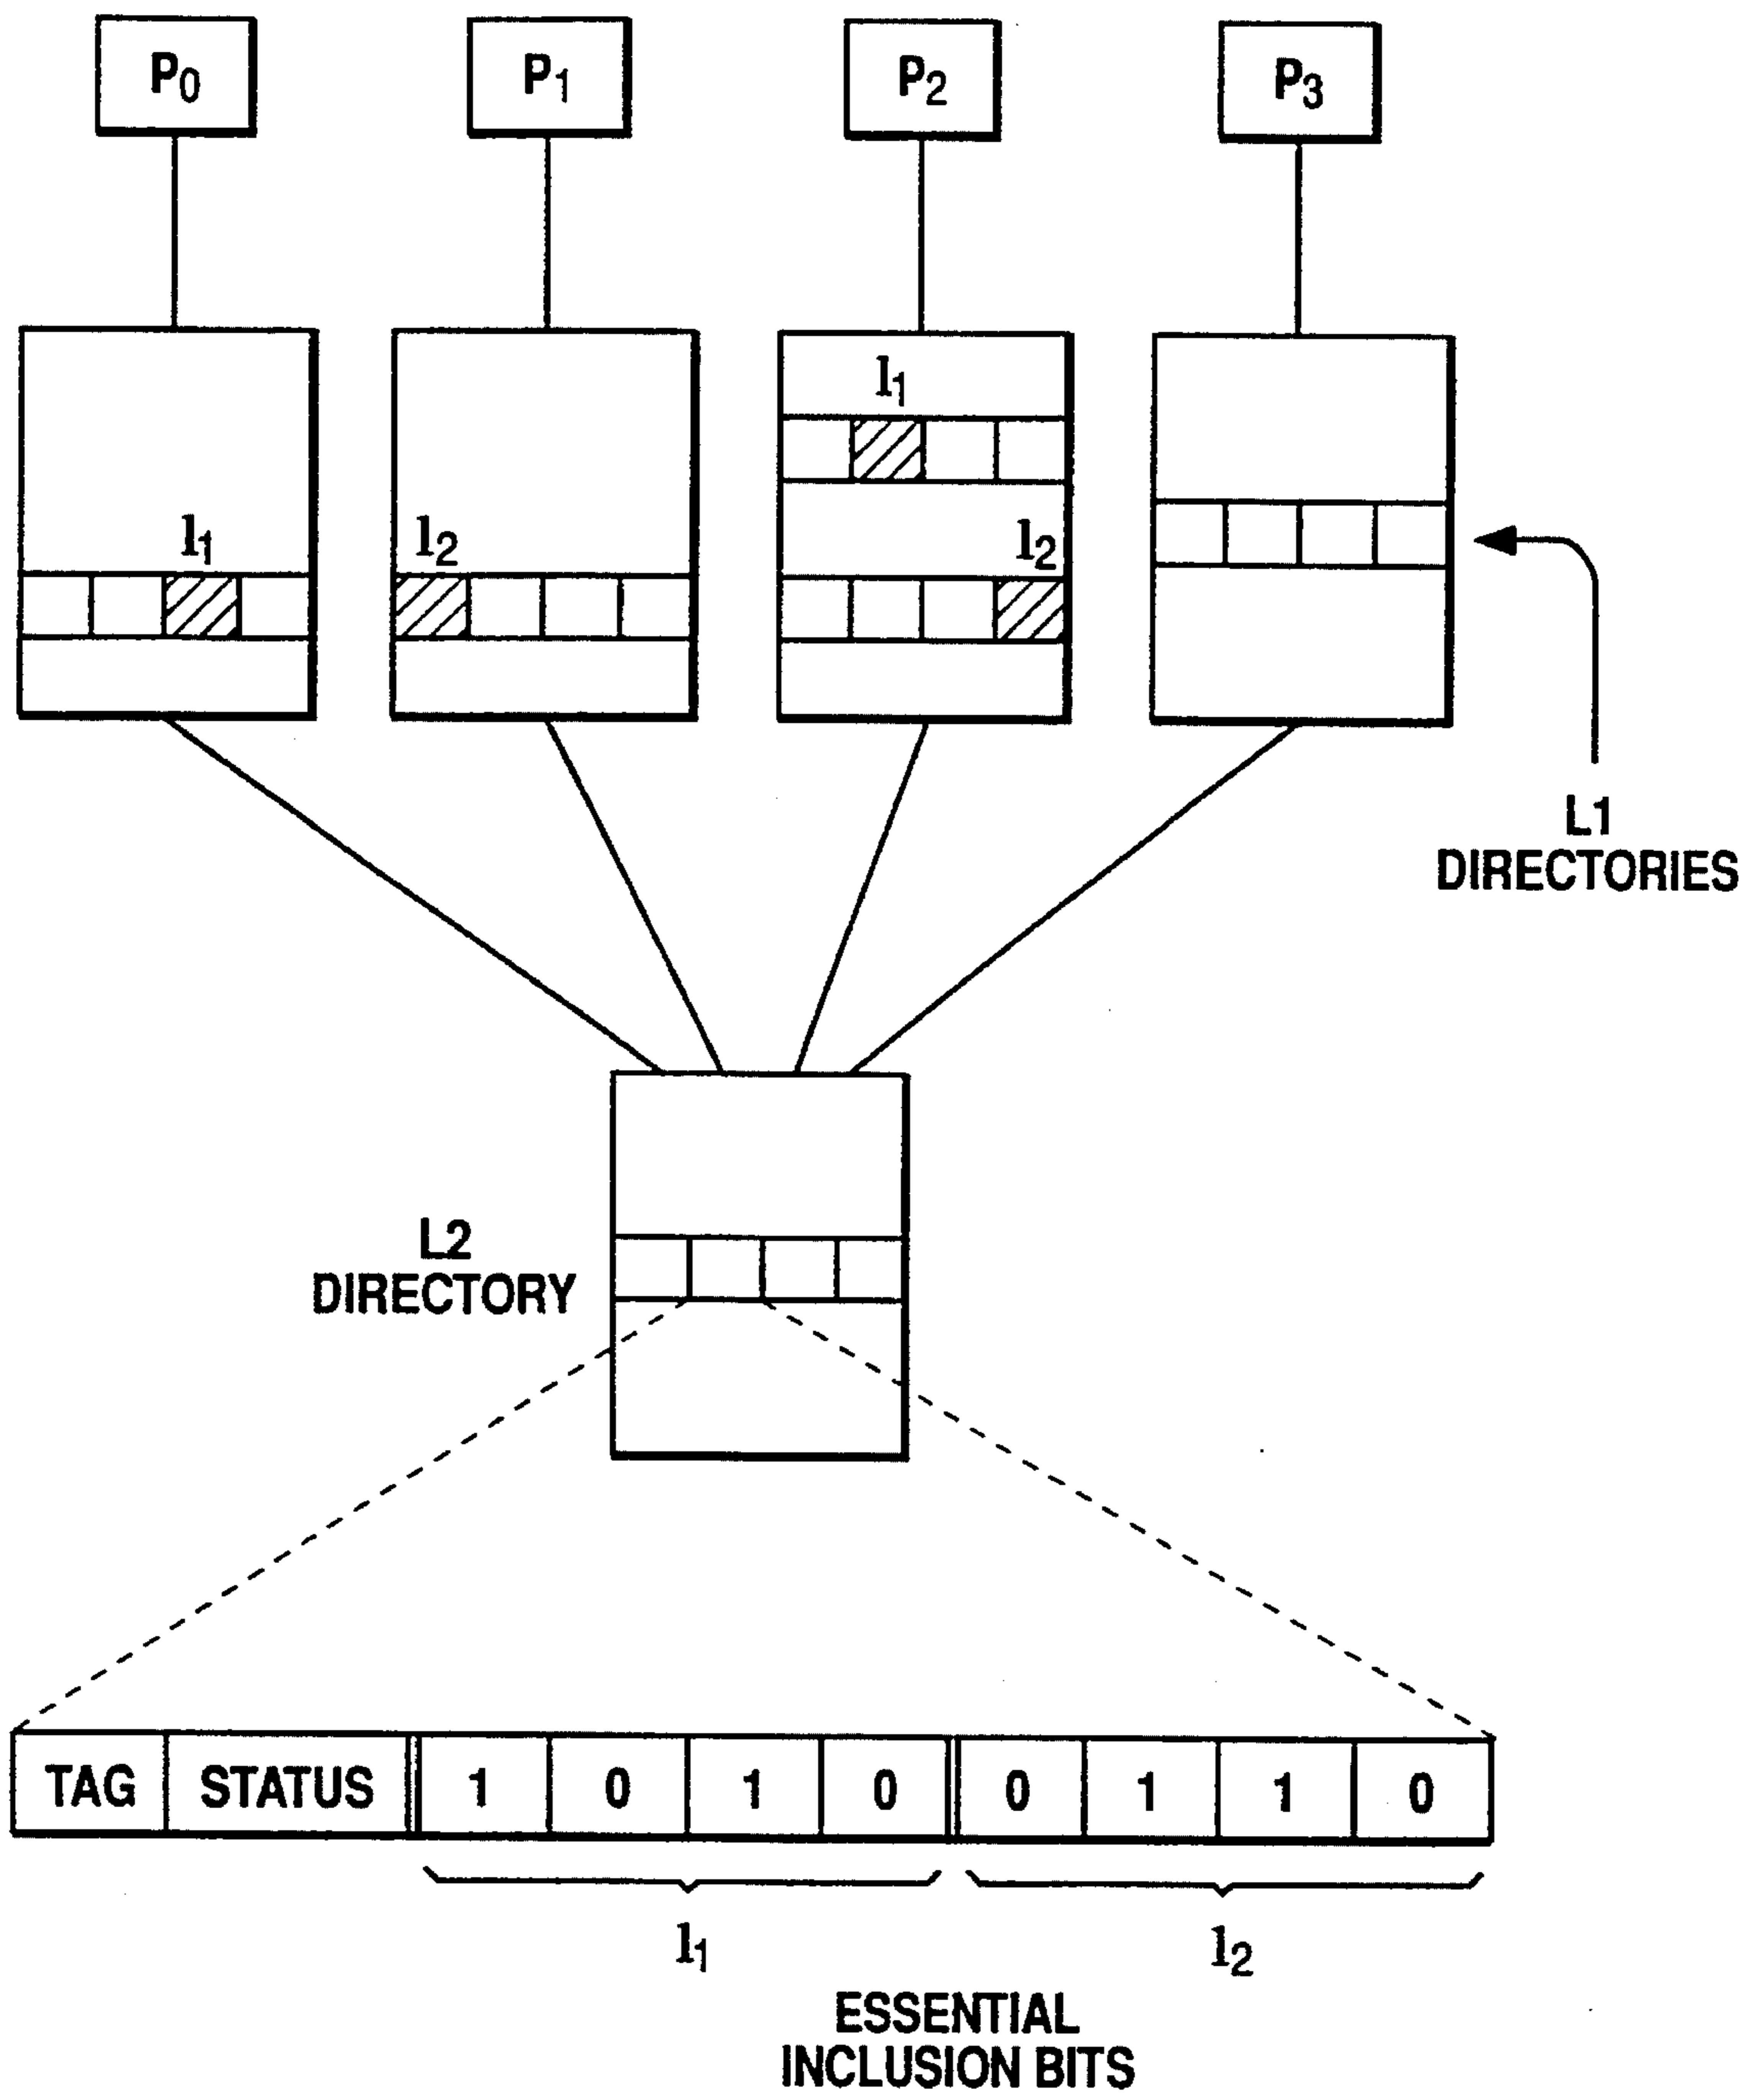 P0
P1
P2
P3
l1
l2
l1
l2
L1
DIRECTORIES
L2
DIRECTORY
TAG STATUS 1 0 1 0 0 1 1 0
l1 l2
ESSENTIAL
INCLUSION BITS